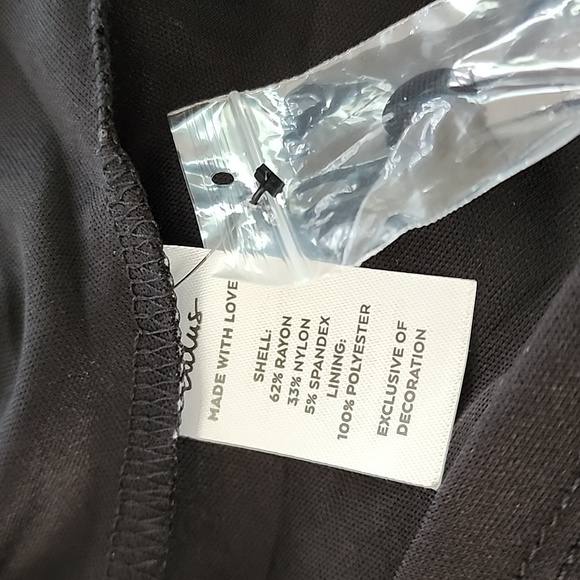 MADE WITH LOVE
SHELL:
62% RAYON
33% NYLON
5% SPANDEX
LINING:
100% POLYESTER
EXCLUSIVE OF
DECORATION